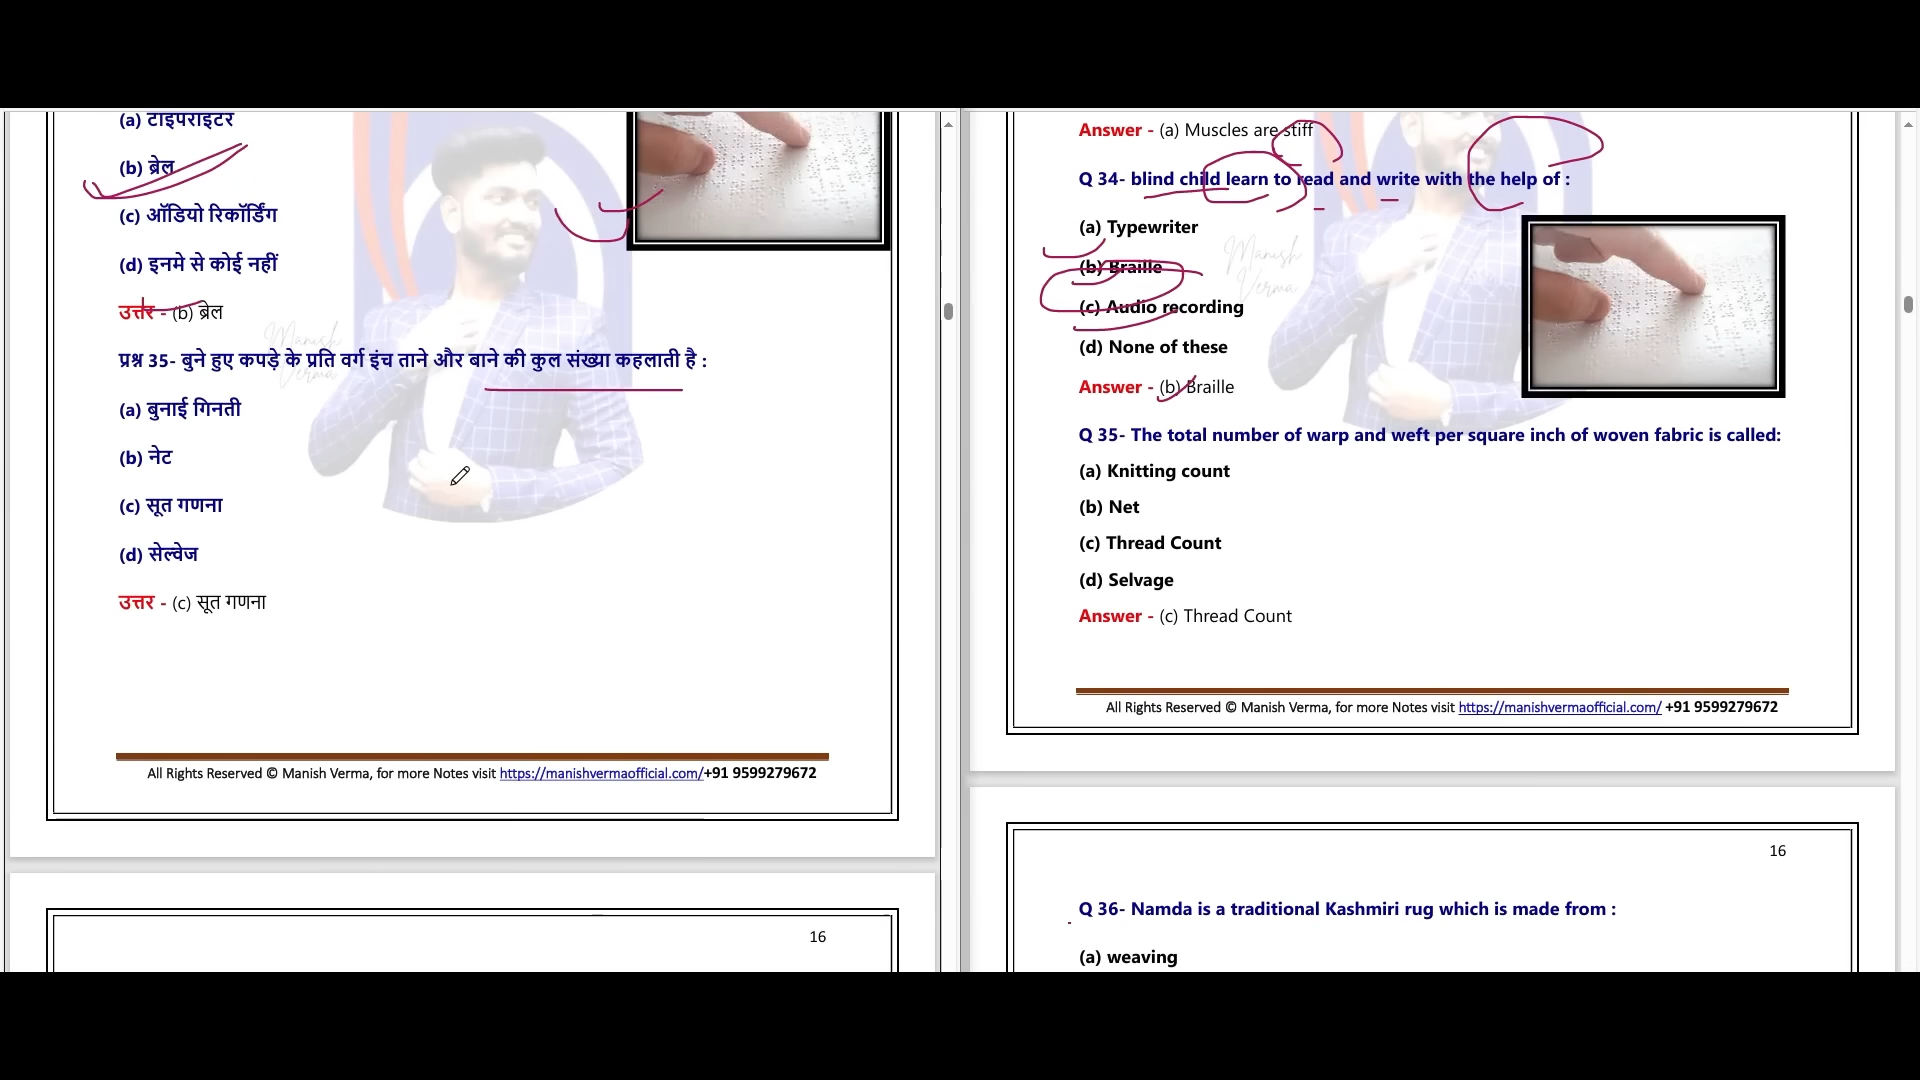 (a) टाइपराइटर
(b) ब्रेल
(c) ऑडियो रिकॉर्डिंग
(d) इनमे से कोई नहीं
उत्तर - (b) ब्रेल
प्रश्न 35- बुने हुए कपड़े के प्रति वर्ग इंच ताने और बाने की कुल संख्या कहलाती है :
(a) बुनाई गिनती
(b) नेट
(c) सूत गणना
(d) सेल्वेज
उत्तर - (c) सूत गणना
Manish
Verma
All Rights Reserved © Manish Verma, for more Notes visit https://manishvermaofficial.com/+91 9599279672
16
Answer - (a) Muscles are stiff
Q 34- blind child learn to read and write with the help of :
(a) Typewriter
(b) Braille
(c) Audio recording
(d) None of these
Answer - (b) Braille
Q 35- The total number of warp and weft per square inch of woven fabric is called:
(a) Knitting count
(b) Net
(c) Thread Count
(d) Selvage
Answer - (c) Thread Count
Manish
Verma
All Rights Reserved © Manish Verma, for more Notes visit https://manishvermaofficial.com/ +91 9599279672
16
Q 36- Namda is a traditional Kashmiri rug which is made from :
(a) weaving